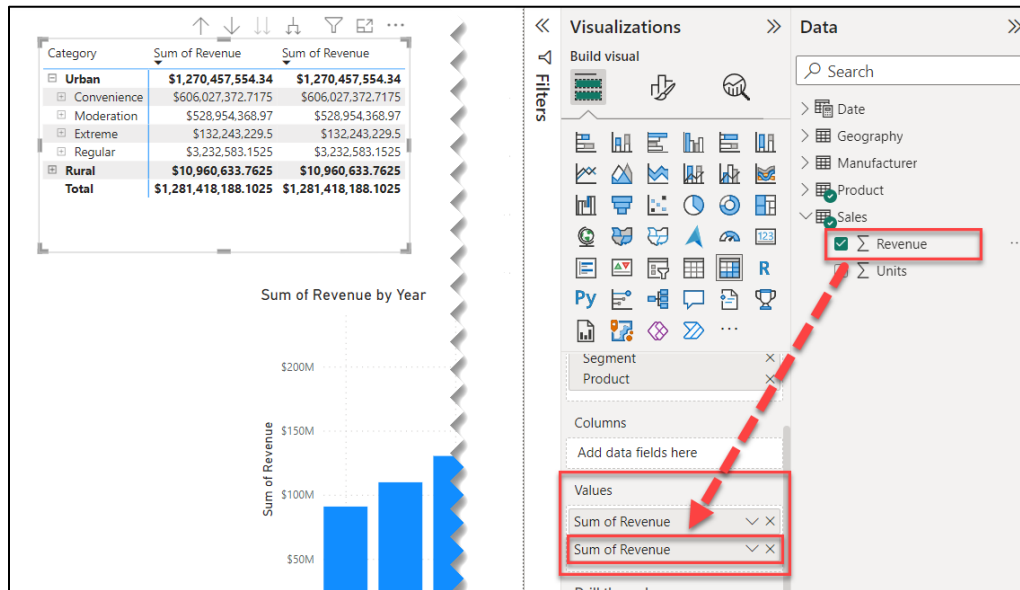 Category Sum of Revenue Sum of Revenue
Urban $1,270,457,554.34 $1,270,457,554.34
Convenience $606,027,372.7175 $606,027,372.7175
Moderation $528,954,368.97 $528,954,368.97
Extreme $132,243,229.5 $132,243,229.5
Regular $3,232,583.1525 $3,232,583.1525
Rural $10,960,633.7625 $10,960,633.7625
Total $1,281,418,188.1025 $1,281,418,188.1025
Sum of Revenue by Year
Sum of Revenue
$200M
$150M
$100M
$50M
Filters
Visualizations
Build visual
123
R
Py
Segment
Product
Columns
Add data fields here
Values
Sum of Revenue
Sum of Revenue
Data
Search
Date
Geography
Manufacturer
Product
Sales
Revenue
Units